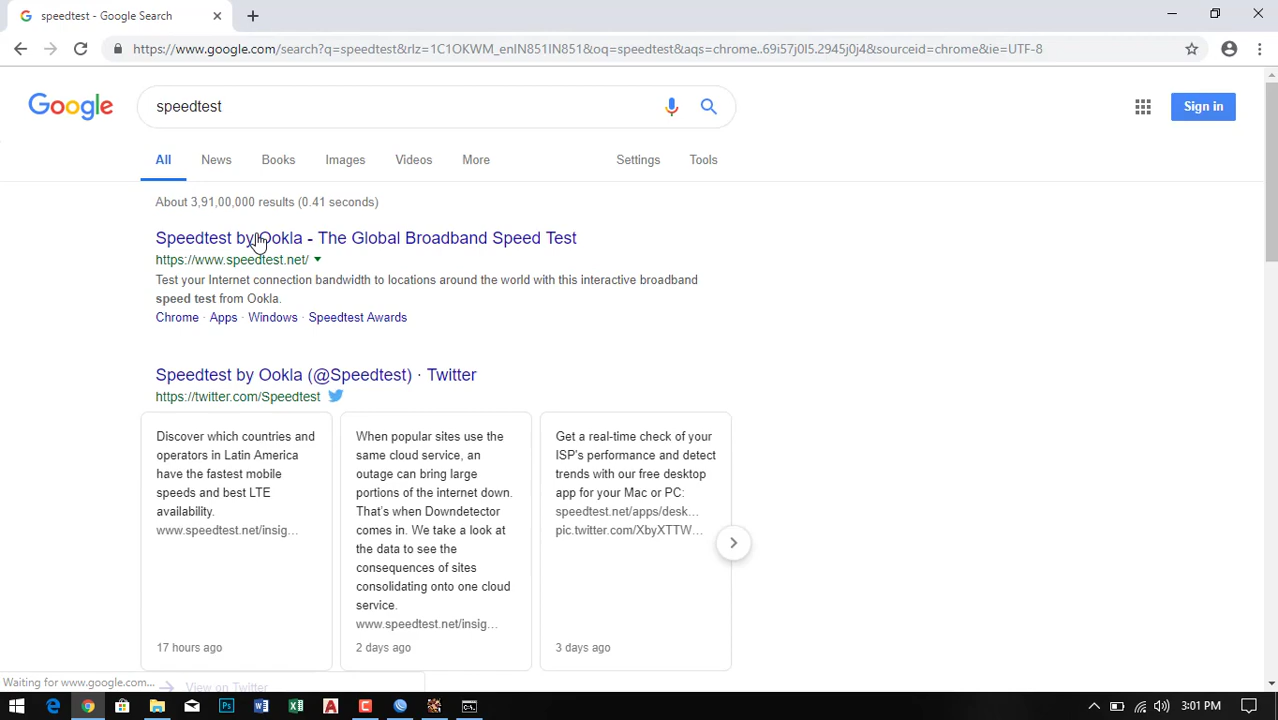 speedtest - Google Search
https://www.google.com/search?q=speedtest&rlz=1C1OKWM_enIN851IN851&oq=speedtest&aqs=chrome..69i57j0l5.2945j0j4&sourceid=chrome&ie=UTF-8
Google
speedtest
Sign in
All News Books Images Videos More Settings Tools
About 3,91,00,000 results (0.41 seconds)
Speedtest by Ookla - The Global Broadband Speed Test
https://www.speedtest.net/
Test your Internet connection bandwidth to locations around the world with this interactive broadband
speed test from Ookla.
Chrome · Apps · Windows · Speedtest Awards
Speedtest by Ookla (@Speedtest) · Twitter
https://twitter.com/Speedtest
Discover which countries and
operators in Latin America
have the fastest mobile
speeds and best LTE
availability.
www.speedtest.net/insig...
17 hours ago
When popular sites use the
same cloud service, an
outage can bring large
portions of the internet down.
That's when Downdetector
comes in. We take a look at
the data to see the
consequences of sites
consolidating onto one cloud
service.
www.speedtest.net/insig...
2 days ago
Get a real-time check of your
ISP's performance and detect
trends with our free desktop
app for your Mac or PC:
speedtest.net/apps/desk...
pic.twitter.com/XbyXTTW...
3 days ago
View on Twitter
Waiting for www.google.com...
3:01 PM